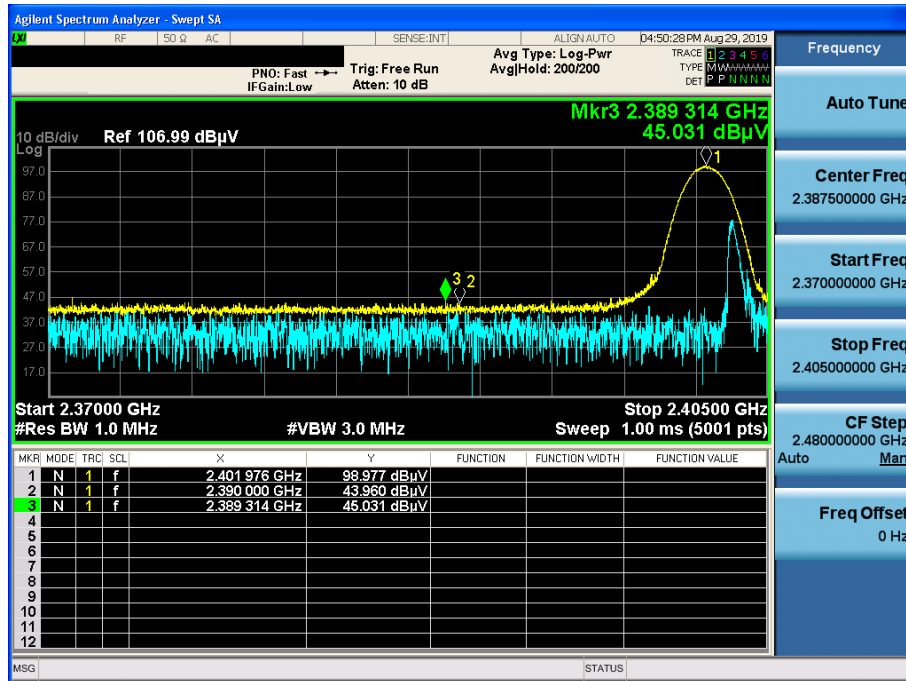 Agilent Spectrum Analyzer - Swept SA
LXI RF 50 Ω AC SENSE:INT ALIGN AUTO 04:50:28 PM Aug 29, 2019
Frequency
PNO: Fast Trig: Free Run Avg Type: Log-Pwr TRACE 1 2 3 4 5 6
IFGain:Low Atten: 10 dB Avg|Hold: 200/200 TYPE M W W W W W
DET P P N N N N
Auto Tune
Mkr3 2.389 314 GHz
10 dB/div Ref 106.99 dBµV 45.031 dBµV
Log
1
97.0
87.0
77.0
67.0
57.0
3 2
47.0
37.0
27.0
17.0
Center Freq
2.387500000 GHz
Start Freq
2.370000000 GHz
Stop Freq
2.405000000 GHz
Start 2.37000 GHz Stop 2.40500 GHz
#Res BW 1.0 MHz #VBW 3.0 MHz Sweep 1.00 ms (5001 pts)
CF Step
2.480000000 GHz
Auto Man
MKR MODE TRC SCL X Y FUNCTION FUNCTION WIDTH FUNCTION VALUE
1 N 1 f 2.401 976 GHz 98.977 dBµV
2 N 1 f 2.390 000 GHz 43.960 dBµV
3 N 1 f 2.389 314 GHz 45.031 dBµV
4
5
6
7
8
9
10
11
12
Freq Offset
0 Hz
MSG STATUS